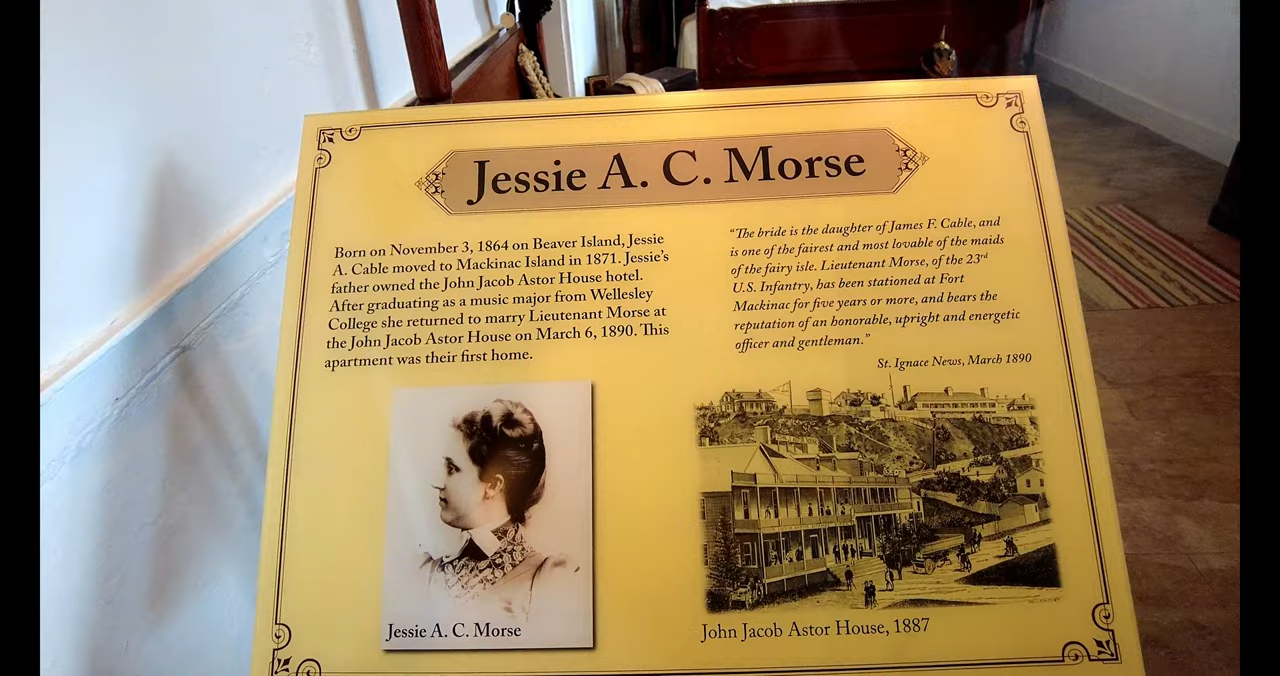 Jessie A. C. Morse
Born on November 3, 1864 on Beaver Island, Jessie
A. Cable moved to Mackinac Island in 1871. Jessie's
father owned the John Jacob Astor House hotel.
After graduating as a music major from Wellesley
College she returned to marry Lieutenant Morse at
the John Jacob Astor House on March 6, 1890. This
apartment was their first home.
"The bride is the daughter of James F. Cable, and
is one of the fairest and most lovable of the maids
of the fairy isle. Lieutenant Morse, of the 23rd
U.S. Infantry, has been stationed at Fort
Mackinac for five years or more, and bears the
reputation of an honorable, upright and energetic
officer and gentleman."
St. Ignace News, March 1890
Jessie A. C. Morse
John Jacob Astor House, 1887